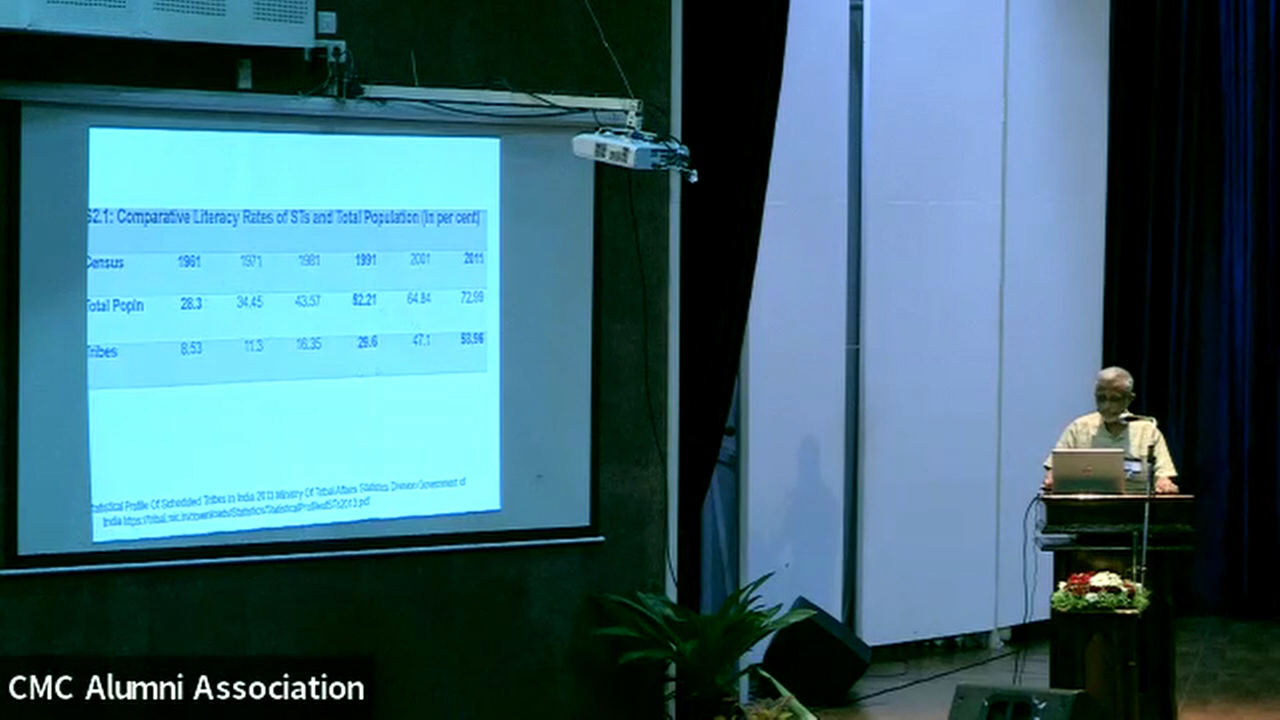 S2.1: Comparative Literacy Rates of STs and Total Population (in per cent)
Census 1961 1971 1981 1991 2001 2011
Total Popln 28.3 34.45 43.57 52.21 64.84 72.99
Tribes 8.53 11.3 16.35 29.6 47.1 58.96
Statistical Profile Of Scheduled Tribes in India 2013 Ministry Of Tribal Affairs Statistics Division Government of
India
CMC Alumni Association